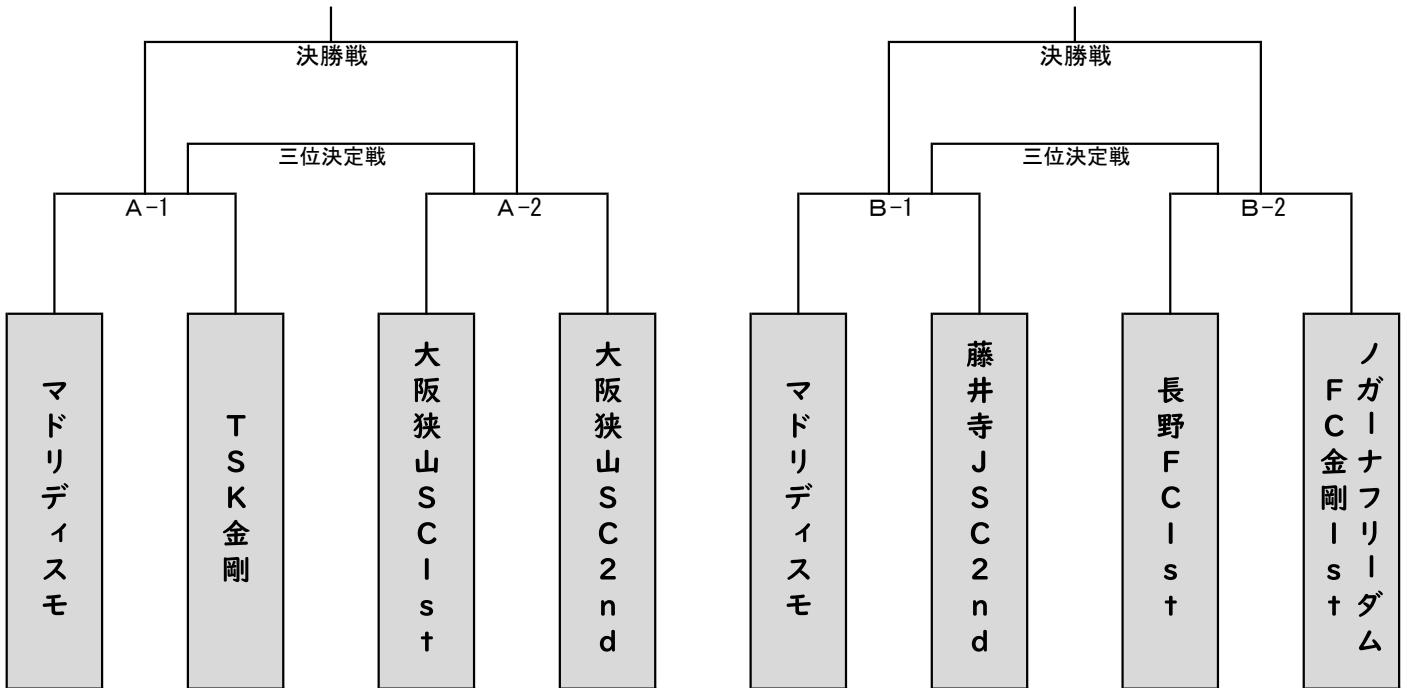 決勝戦
三位決定戦
A-1
A-2
マドリディスモ
TSK金剛
大阪狭山SC1st
大阪狭山SC2nd
決勝戦
三位決定戦
B-1
B-2
マドリディスモ
藤井寺JSC2nd
長野FC1st
ノガーナフリーダム
FC金剛1st